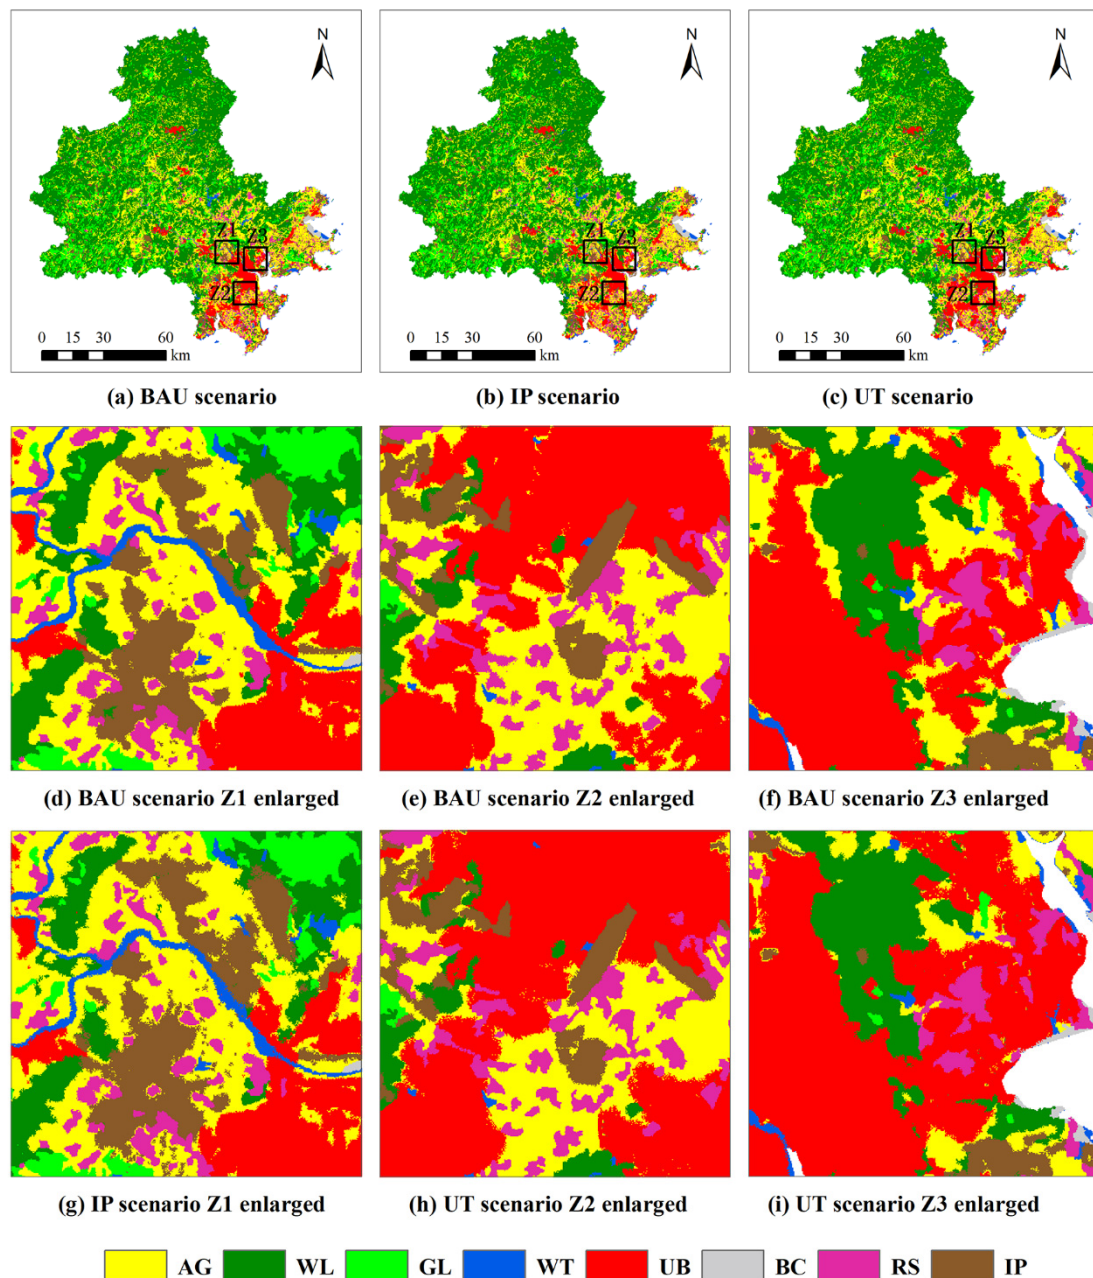 N N N
Z1 Z3 Z1 Z3 Z1 Z3
Z2 Z2 Z2
0 15 30 60 0 15 30 60 0 15 30 60
km km km
(a) BAU scenario (b) IP scenario (c) UT scenario
(d) BAU scenario Z1 enlarged (e) BAU scenario Z2 enlarged (f) BAU scenario Z3 enlarged
(g) IP scenario Z1 enlarged (h) UT scenario Z2 enlarged (i) UT scenario Z3 enlarged
AG WL GL WT UB BC RS IP